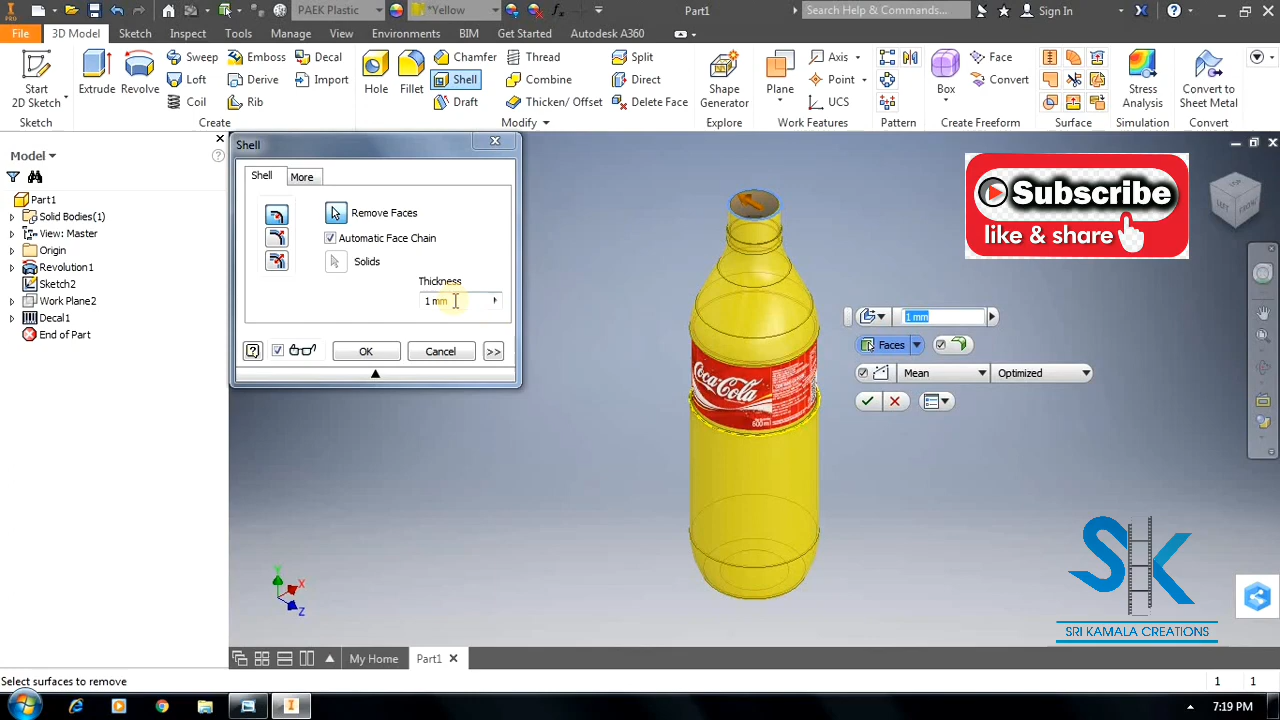 PRO
PAEK Plastic
*Yellow
fx
Part1
Search Help & Commands...
Sign In
File
3D Model
Sketch
Inspect
Tools
Manage
View
Environments
BIM
Get Started
Autodesk A360
Start
2D Sketch
Extrude
Revolve
Sweep
Loft
Coil
Emboss
Derive
Rib
Decal
Import
Hole
Fillet
Chamfer
Shell
Draft
Thread
Combine
Thicken/ Offset
Split
Direct
Delete Face
Shape
Generator
Plane
Axis
Point
UCS
Box
Face
Convert
Stress
Analysis
Convert to
Sheet Metal
Sketch
Create
Modify
Explore
Work Features
Pattern
Create Freeform
Surface
Simulation
Convert
Model
Part1
Solid Bodies(1)
View: Master
Origin
Revolution1
Sketch2
Work Plane2
Decal1
End of Part
Shell
Shell
More
Remove Faces
Automatic Face Chain
Solids
Thickness
1 mm
OK
Cancel
>>
Subscribe
like & share
LEFT
FRONT
1 mm
Faces
Mean
Optimized
Coca-Cola
600ml
Y
X
Z
SK
SRI KAMALA CREATIONS
My Home
Part1
Select surfaces to remove
1
1
7:19 PM